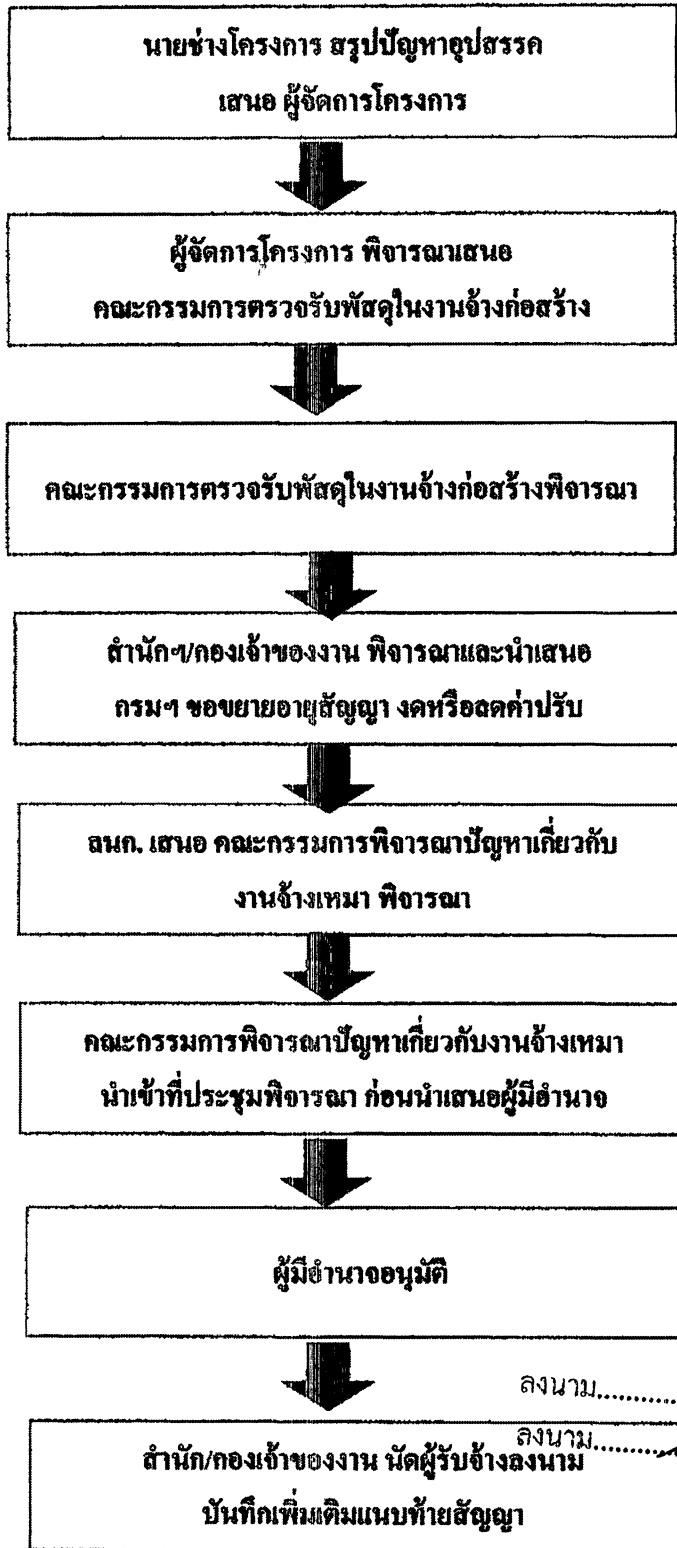 นายช่างโครงการ สรุปปัญหาอุปสรรค
เสนอ ผู้จัดการโครงการ
ผู้จัดการโครงการ พิจารณาเสนอ
คณะกรรมการตรวจรับพัสดุในงานจ้างก่อสร้าง
คณะกรรมการตรวจรับพัสดุในงานจ้างก่อสร้างพิจารณา
สำนักฯ/กองเจ้าของงาน พิจารณาและนำเสนอ
กรมฯ ขอขยายอายุสัญญา งดหรือลดค่าปรับ
ลนก. เสนอ คณะกรรมการพิจารณาปัญหาเกี่ยวกับ
งานจ้างเหมา พิจารณา
คณะกรรมการพิจารณาปัญหาเกี่ยวกับงานจ้างเหมา
นำเข้าที่ประชุมพิจารณา ก่อนนำเสนอผู้มีอำนาจ
ผู้มีอำนาจอนุมัติ
ลงนาม..........
ลงนาม..........
สำนัก/กองเจ้าของงาน นัดผู้รับจ้างลงนาม
บันทึกเพิ่มเติมแนบท้ายสัญญา